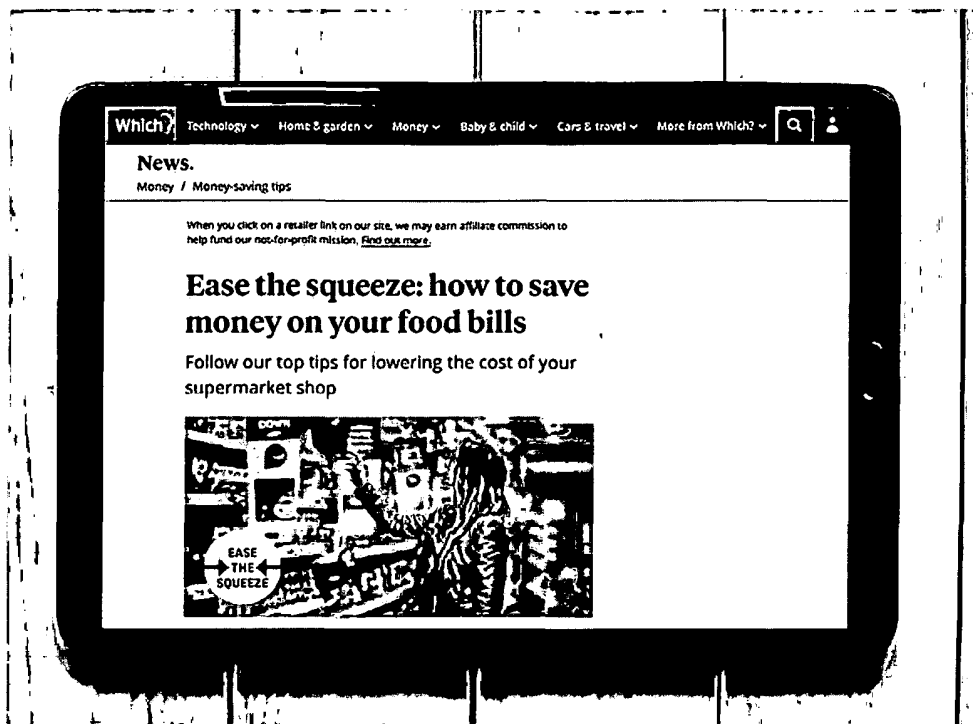 Which?
Technology
Home & garden
Money
Baby & child
Cars & travel
More from Which?
News.
Money / Money-saving tips
When you click on a retailer link on our site, we may earn affiliate commission to
help fund our not-for-profit mission. Find out more.
Ease the squeeze: how to save
money on your food bills
Follow our top tips for lowering the cost of your
supermarket shop
DOWN
EASE
THE
SQUEEZE